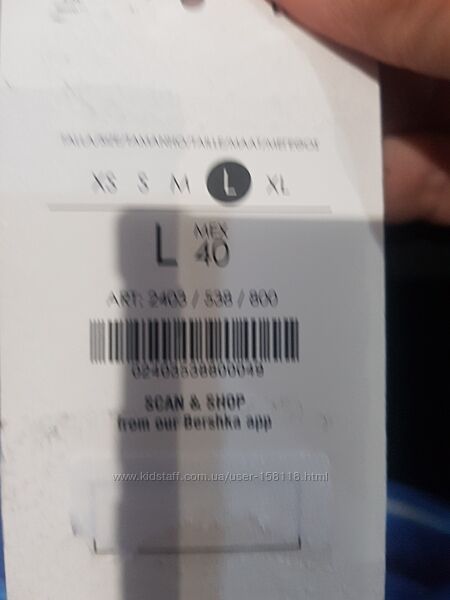 XS S M L XL
L MEX 40
ART: 2403 / 538 / 800
02403538800049
SCAN & SHOP
from our Bershka app
www.kidstaff.com.ua/user-158118.html